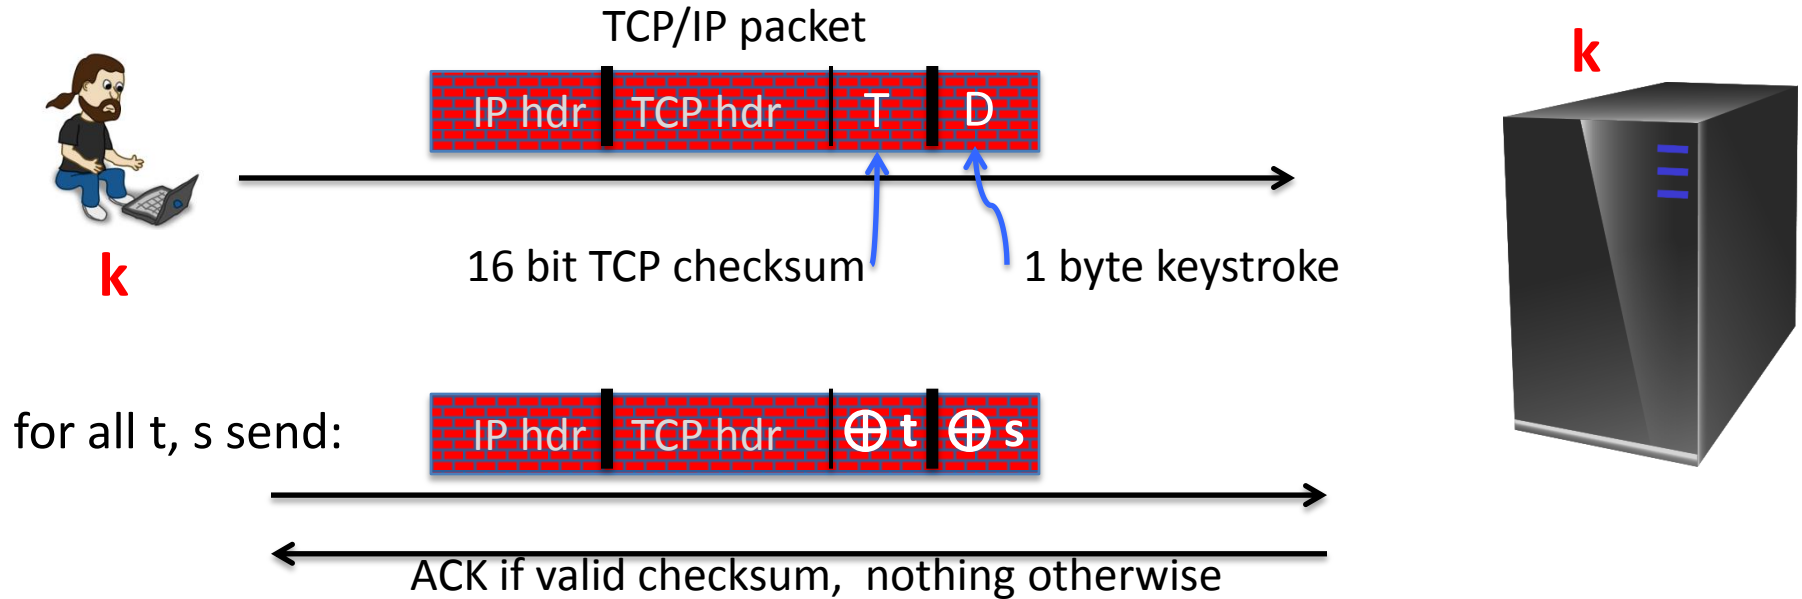 TCP/IP packet
k
IP hdr TCP hdr T D
16 bit TCP checksum 1 byte keystroke
k
for all t, s send: IP hdr TCP hdr ⊕ t ⊕ s
ACK if valid checksum, nothing otherwise